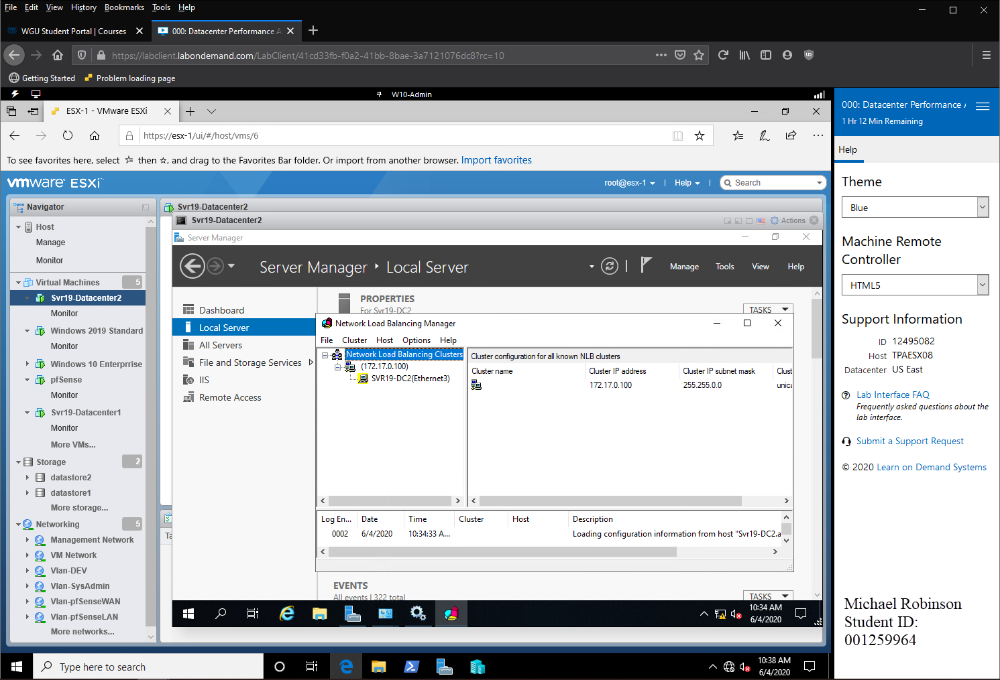 File Edit View History Bookmarks Tools Help
WGU Student Portal | Courses
000: Datacenter Performance A
https://labclient.labondemand.com/LabClient/41cd33fb-f0a2-41bb-8bae-3a7121076dc8?rc=10
Getting Started Problem loading page
W10-Admin
ESX-1 - VMware ESXi
https://esx-1/ui/#/host/vms/6
To see favorites here, select then ☆, and drag to the Favorites Bar folder. Or import from another browser. Import favorites
vmware ESXi
root@esx-1 | Help | Search
Navigator
Host
Manage
Monitor
Virtual Machines 5
Svr19-Datacenter2
Monitor
Windows 2019 Standard
Monitor
Windows 10 Enterprrise
pfSense
Monitor
Svr19-Datacenter1
Monitor
More VMs...
Storage 2
datastore2
datastore1
More storage...
Networking 5
Management Network
VM Network
Vlan-DEV
Vlan-SysAdmin
Vlan-pfSenseWAN
Vlan-pfSenseLAN
More networks...
Svr19-Datacenter2
Svr19-Datacenter2
Actions
Server Manager
Server Manager Local Server
Manage Tools View Help
Dashboard
Local Server
All Servers
File and Storage Services
IIS
Remote Access
PROPERTIES
For Svr19-DC2
TASKS
Network Load Balancing Manager
File Cluster Host Options Help
Network Load Balancing Clusters
(172.17.0.100)
SVR19-DC2(Ethernet3)
Cluster configuration for all known NLB clusters
Cluster name Cluster IP address Cluster IP subnet mask Clust
172.17.0.100 255.255.0.0 unica
Log En... Date Time Cluster Host Description
0002 6/4/2020 10:34:33 A... Loading configuration information from host "Svr19-DC2.a
EVENTS
All events | 322 total
TASKS
Ta
10:34 AM
6/4/2020
Type here to search
10:38 AM
6/4/2020
000: Datacenter Performance A
1 Hr 12 Min Remaining
Help
Theme
Blue
Machine Remote
Controller
HTML5
Support Information
ID 12495082
Host TPAESX08
Datacenter US East
Lab Interface FAQ
Frequently asked questions about the
lab interface.
Submit a Support Request
© 2020 Learn on Demand Systems
Michael Robinson
Student ID:
001259964